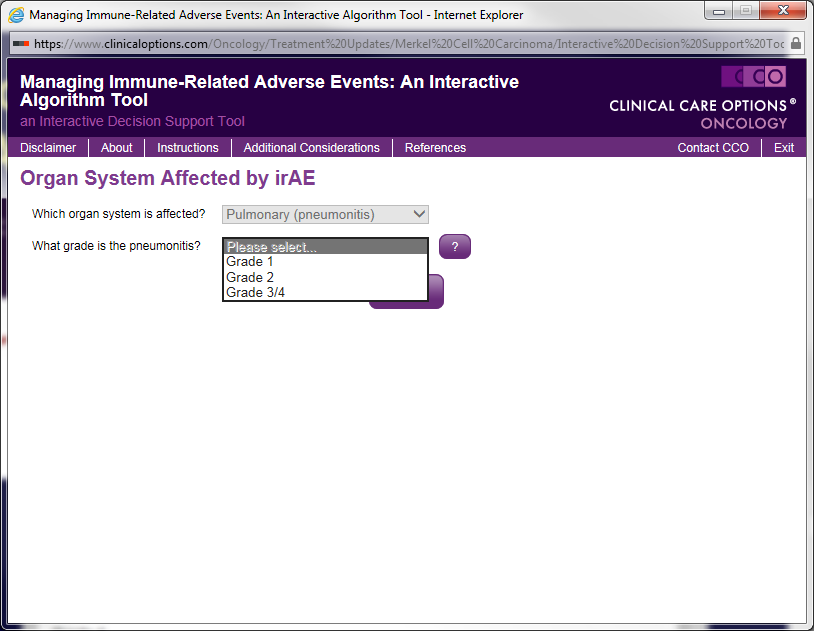 Managing Immune-Related Adverse Events: An Interactive Algorithm Tool - Internet Explorer
https://www.clinicaloptions.com/Oncology/Treatment%20Updates/Merkel%20Cell%20Carcinoma/Interactive%20Decision%20Support%20Too
Managing Immune-Related Adverse Events: An Interactive
Algorithm Tool
an Interactive Decision Support Tool
CCO
CLINICAL CARE OPTIONS®
ONCOLOGY
Disclaimer About Instructions Additional Considerations References Contact CCO Exit
Organ System Affected by irAE
Which organ system is affected? Pulmonary (pneumonitis)
What grade is the pneumonitis? Please select... ?
Grade 1
Grade 2
Grade 3/4